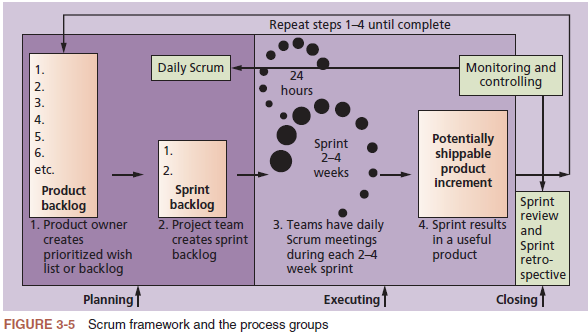 Repeat steps 1–4 until complete
1.
2.
3.
4.
5.
6.
etc.
Product
backlog
Daily Scrum
1.
2.
Sprint
backlog
24
hours
Sprint
2–4
weeks
Monitoring and
controlling
Potentially
shippable
product
increment
Sprint
review
and
Sprint
retro-
spective
1. Product owner
creates
prioritized wish
list or backlog
2. Project team
creates sprint
backlog
3. Teams have daily
Scrum meetings
during each 2–4
week sprint
4. Sprint results
in a useful
product
Planning
Executing
Closing
FIGURE 3-5 Scrum framework and the process groups